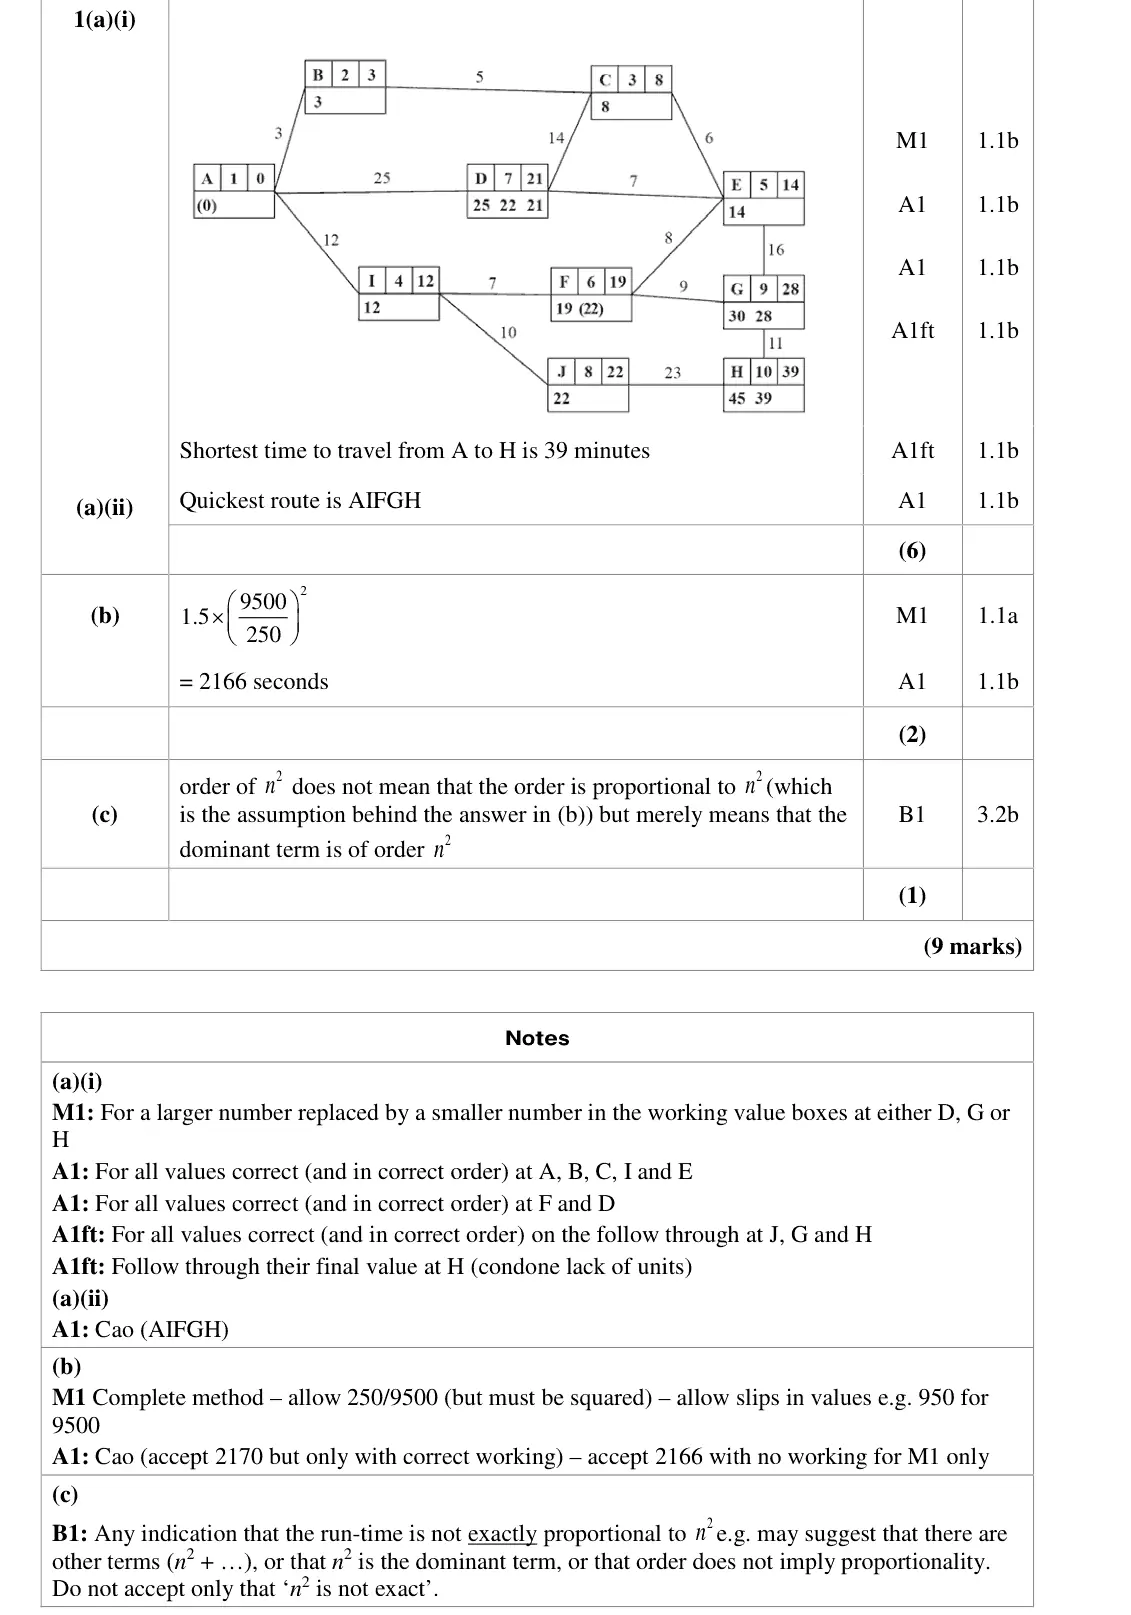 1(a)(i)
B 2 3
3
5
C 3 8
8
3
14
6
M1 1.1b
A 1 0
(0)
25
D 7 21
25 22 21
7
E 5 14
14
A1 1.1b
12
8
16
A1 1.1b
I 4 12
12
7
F 6 19
19 (22)
9
G 9 28
30 28
10
11
A1ft 1.1b
J 8 22
22
23
H 10 39
45 39
Shortest time to travel from A to H is 39 minutes A1ft 1.1b
(a)(ii) Quickest route is AIFGH A1 1.1b
(6)
(b) 1.5×(9500/250)² M1 1.1a
= 2166 seconds A1 1.1b
(2)
order of n² does not mean that the order is proportional to n² (which
(c) is the assumption behind the answer in (b)) but merely means that the B1 3.2b
dominant term is of order n²
(1)
(9 marks)
Notes
(a)(i)
M1: For a larger number replaced by a smaller number in the working value boxes at either D, G or
H
A1: For all values correct (and in correct order) at A, B, C, I and E
A1: For all values correct (and in correct order) at F and D
A1ft: For all values correct (and in correct order) on the follow through at J, G and H
A1ft: Follow through their final value at H (condone lack of units)
(a)(ii)
A1: Cao (AIFGH)
(b)
M1 Complete method – allow 250/9500 (but must be squared) – allow slips in values e.g. 950 for
9500
A1: Cao (accept 2170 but only with correct working) – accept 2166 with no working for M1 only
(c)
B1: Any indication that the run-time is not exactly proportional to n² e.g. may suggest that there are
other terms (n² + …), or that n² is the dominant term, or that order does not imply proportionality.
Do not accept only that ‘n² is not exact’.